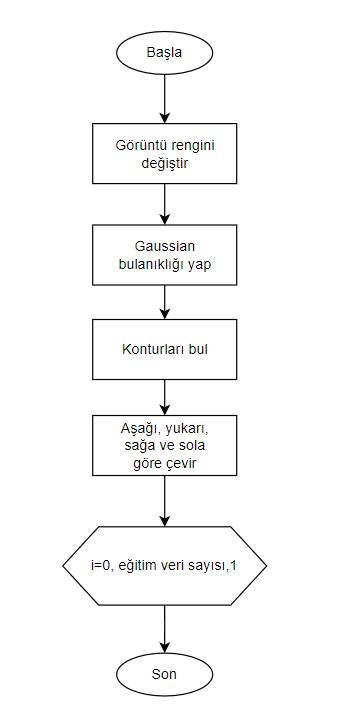 Başla
Görüntü rengini
değiştir
Gaussian
bulanıklığı yap
Konturları bul
Aşağı, yukarı,
sağa ve sola
göre çevir
i=0, eğitim veri sayısı,1
Son